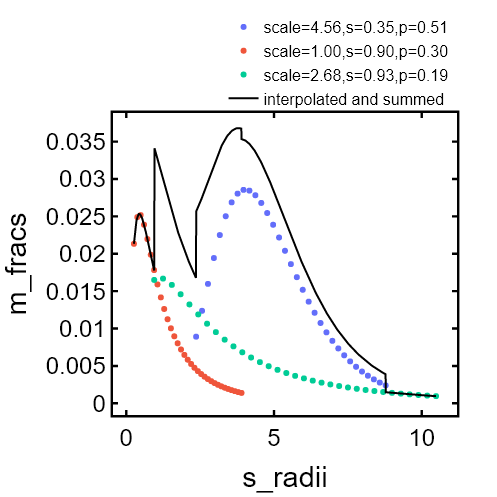 scale=4.56,s=0.35,p=0.51
scale=1.00,s=0.90,p=0.30
scale=2.68,s=0.93,p=0.19
interpolated and summed
m_fracs
0.035
0.03
0.025
0.02
0.015
0.01
0.005
0
0
5
10
s_radii